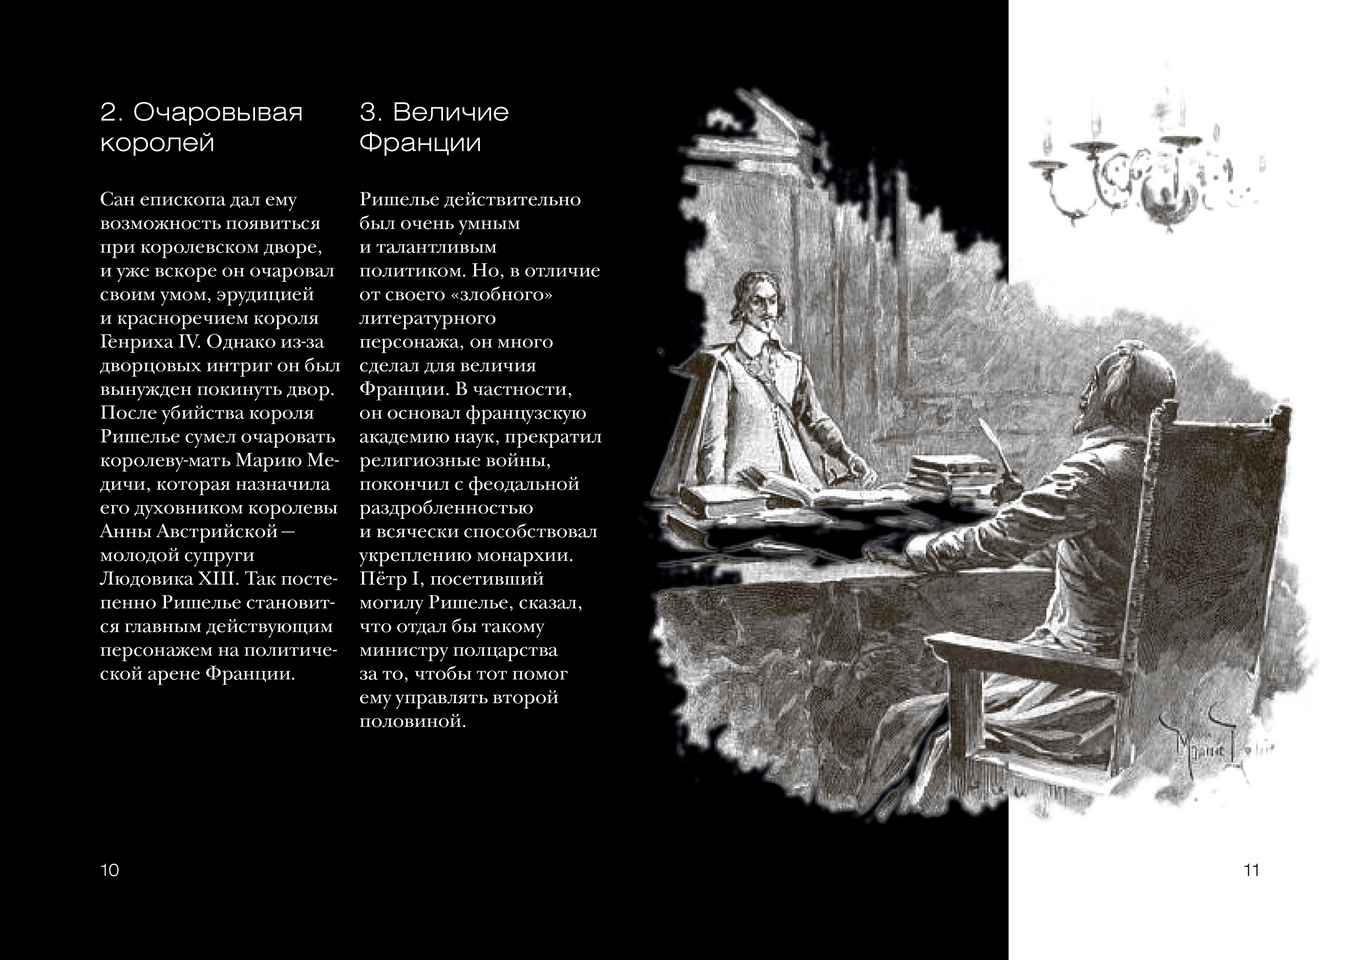 2. Очаровывая
королей
Сан епископа дал ему
возможность появиться
при королевском дворе,
и уже вскоре он очаровал
своим умом, эрудицией
и красноречием короля
Генриха IV. Однако из-за
дворцовых интриг он был
вынужден покинуть двор.
После убийства короля
Ришелье сумел очаровать
королеву-мать Марию Ме-
дичи, которая назначила
его духовником королевы
Анны Австрийской —
молодой супруги
Людовика XIII. Так посте-
пенно Ришелье становит-
ся главным действующим
персонажем на политиче-
ской арене Франции.
3. Величие
Франции
Ришелье действительно
был очень умным
и талантливым
политиком. Но, в отличие
от своего «злобного»
литературного
персонажа, он много
сделал для величия
Франции. В частности,
он основал французскую
академию наук, прекратил
религиозные войны,
покончил с феодальной
раздробленностью
и всячески способствовал
укреплению монархии.
Пётр I, посетивший
могилу Ришелье, сказал,
что отдал бы такому
министру полцарства
за то, чтобы тот помог
ему управлять второй
половиной.
10
11